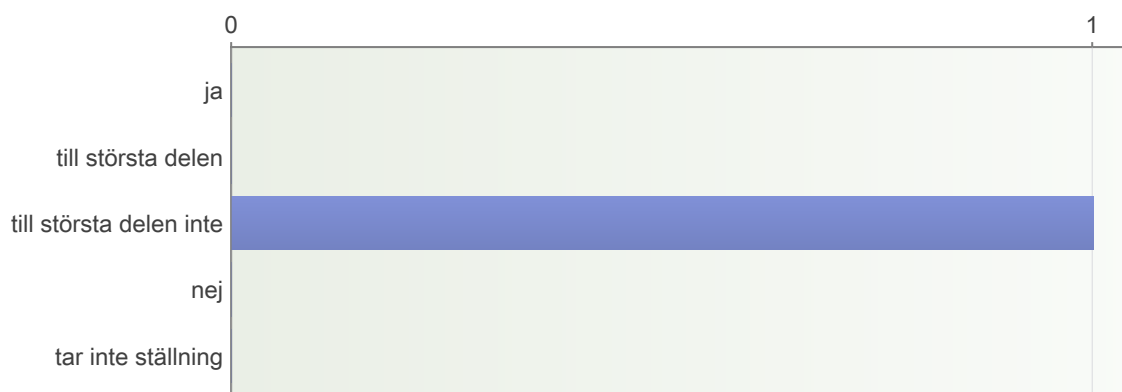 0 1
ja
till största delen
till största delen inte
nej
tar inte ställning